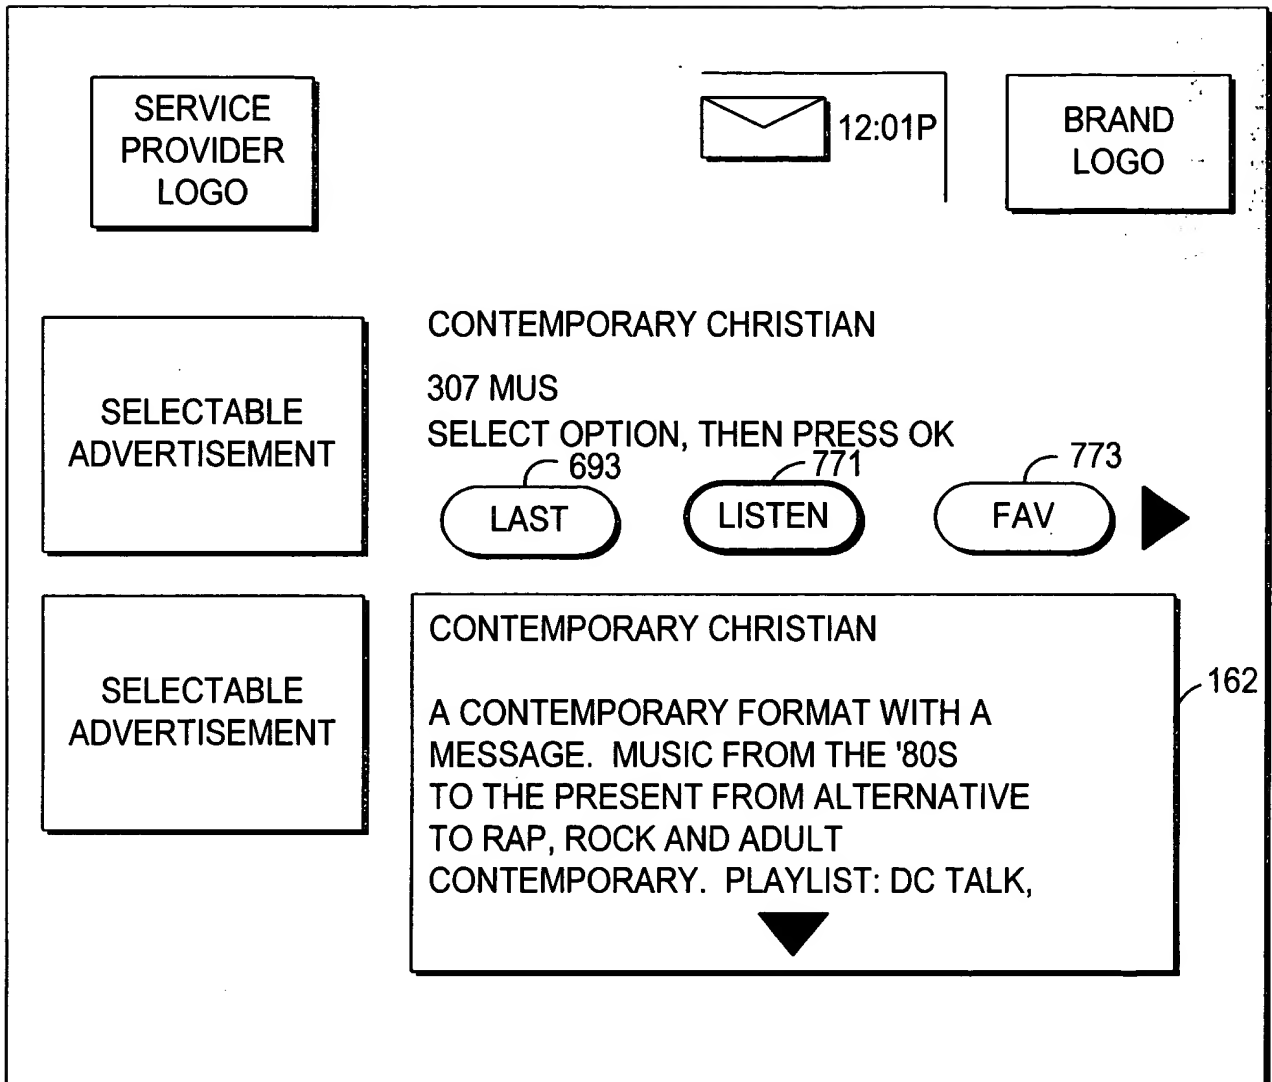 SERVICE
PROVIDER
LOGO
12:01P
BRAND
LOGO
SELECTABLE
ADVERTISEMENT
CONTEMPORARY CHRISTIAN
307 MUS
SELECT OPTION, THEN PRESS OK
693
771
773
LAST
LISTEN
FAV
SELECTABLE
ADVERTISEMENT
CONTEMPORARY CHRISTIAN
162
A CONTEMPORARY FORMAT WITH A
MESSAGE. MUSIC FROM THE '80S
TO THE PRESENT FROM ALTERNATIVE
TO RAP, ROCK AND ADULT
CONTEMPORARY. PLAYLIST: DC TALK,